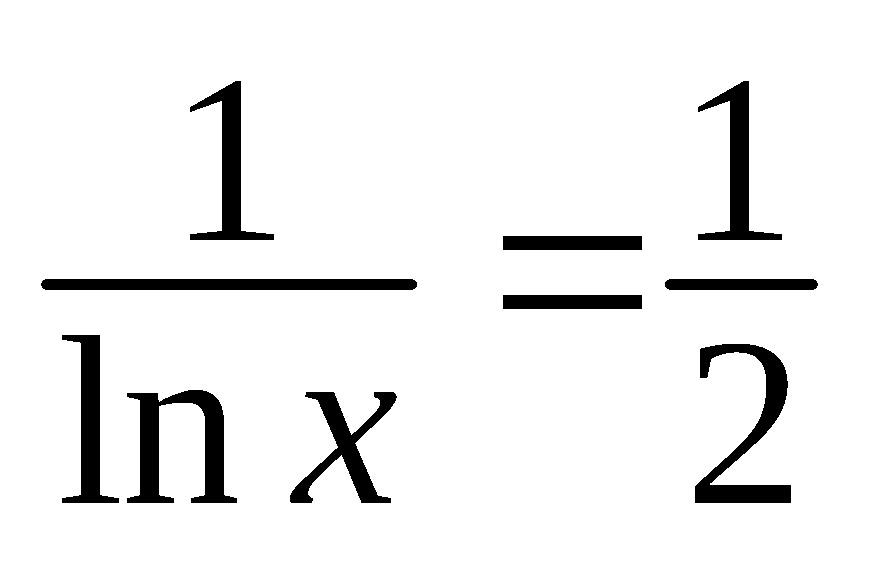 1/ln x = 1/2